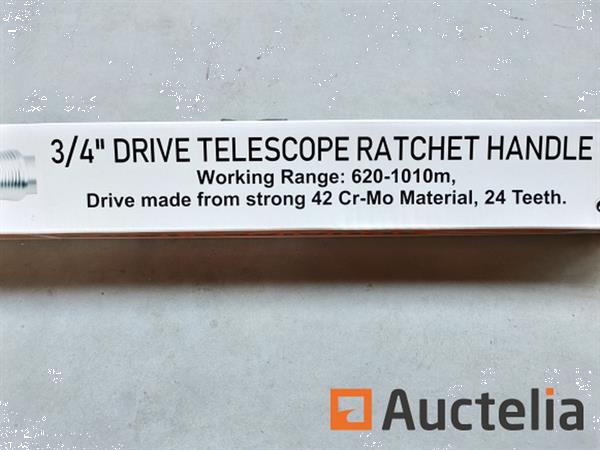 3/4" DRIVE TELESCOPE RATCHET HANDLE
Working Range: 620-1010m,
Drive made from strong 42 Cr-Mo Material, 24 Teeth.
Auctelia